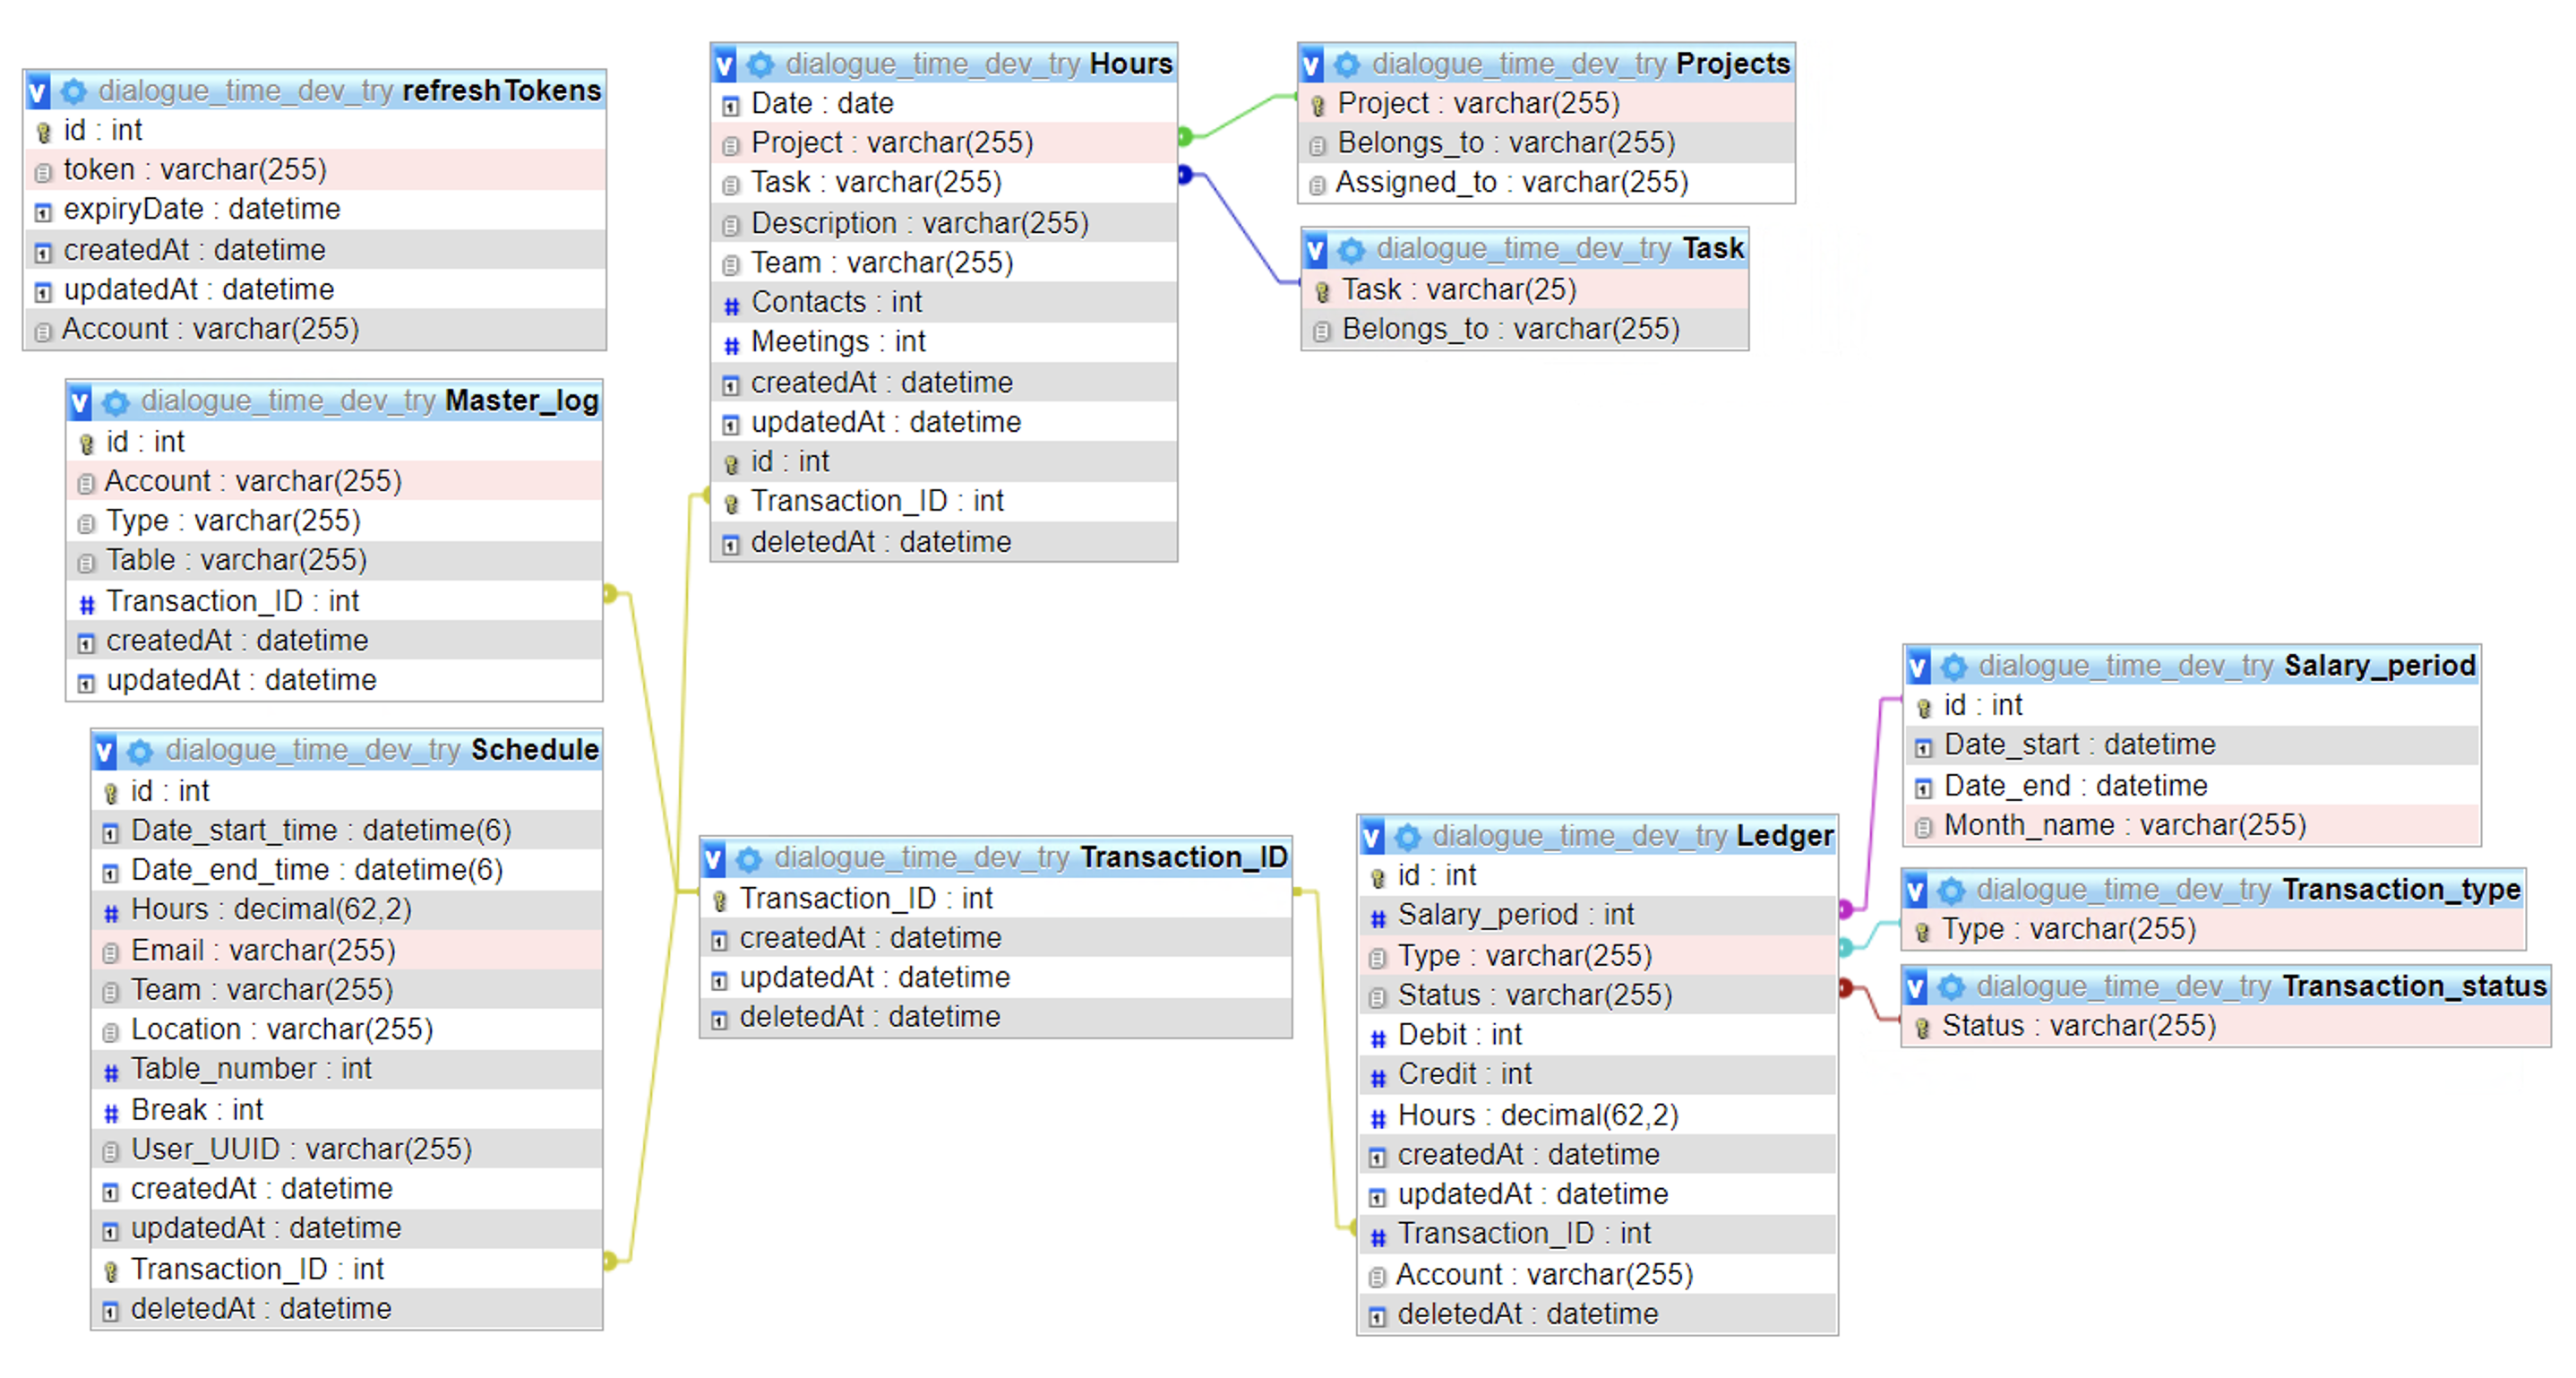 dialogue_time_dev_try refreshTokens
id : int
token : varchar(255)
expiryDate : datetime
createdAt : datetime
updatedAt : datetime
Account : varchar(255)
dialogue_time_dev_try Master_log
id : int
Account : varchar(255)
Type : varchar(255)
Table : varchar(255)
Transaction_ID : int
createdAt : datetime
updatedAt : datetime
dialogue_time_dev_try Schedule
id : int
Date_start_time : datetime(6)
Date_end_time : datetime(6)
Hours : decimal(62,2)
Email : varchar(255)
Team : varchar(255)
Location : varchar(255)
Table_number : int
Break : int
User_UUID : varchar(255)
createdAt : datetime
updatedAt : datetime
Transaction_ID : int
deletedAt : datetime
dialogue_time_dev_try Hours
Date : date
Project : varchar(255)
Task : varchar(255)
Description : varchar(255)
Team : varchar(255)
Contacts : int
Meetings : int
createdAt : datetime
updatedAt : datetime
id : int
Transaction_ID : int
deletedAt : datetime
dialogue_time_dev_try Transaction_ID
Transaction_ID : int
createdAt : datetime
updatedAt : datetime
deletedAt : datetime
dialogue_time_dev_try Projects
Project : varchar(255)
Belongs_to : varchar(255)
Assigned_to : varchar(255)
dialogue_time_dev_try Task
Task : varchar(25)
Belongs_to : varchar(255)
dialogue_time_dev_try Ledger
id : int
Salary_period : int
Type : varchar(255)
Status : varchar(255)
Debit : int
Credit : int
Hours : decimal(62,2)
createdAt : datetime
updatedAt : datetime
Transaction_ID : int
Account : varchar(255)
deletedAt : datetime
dialogue_time_dev_try Salary_period
id : int
Date_start : datetime
Date_end : datetime
Month_name : varchar(255)
dialogue_time_dev_try Transaction_type
Type : varchar(255)
dialogue_time_dev_try Transaction_status
Status : varchar(255)